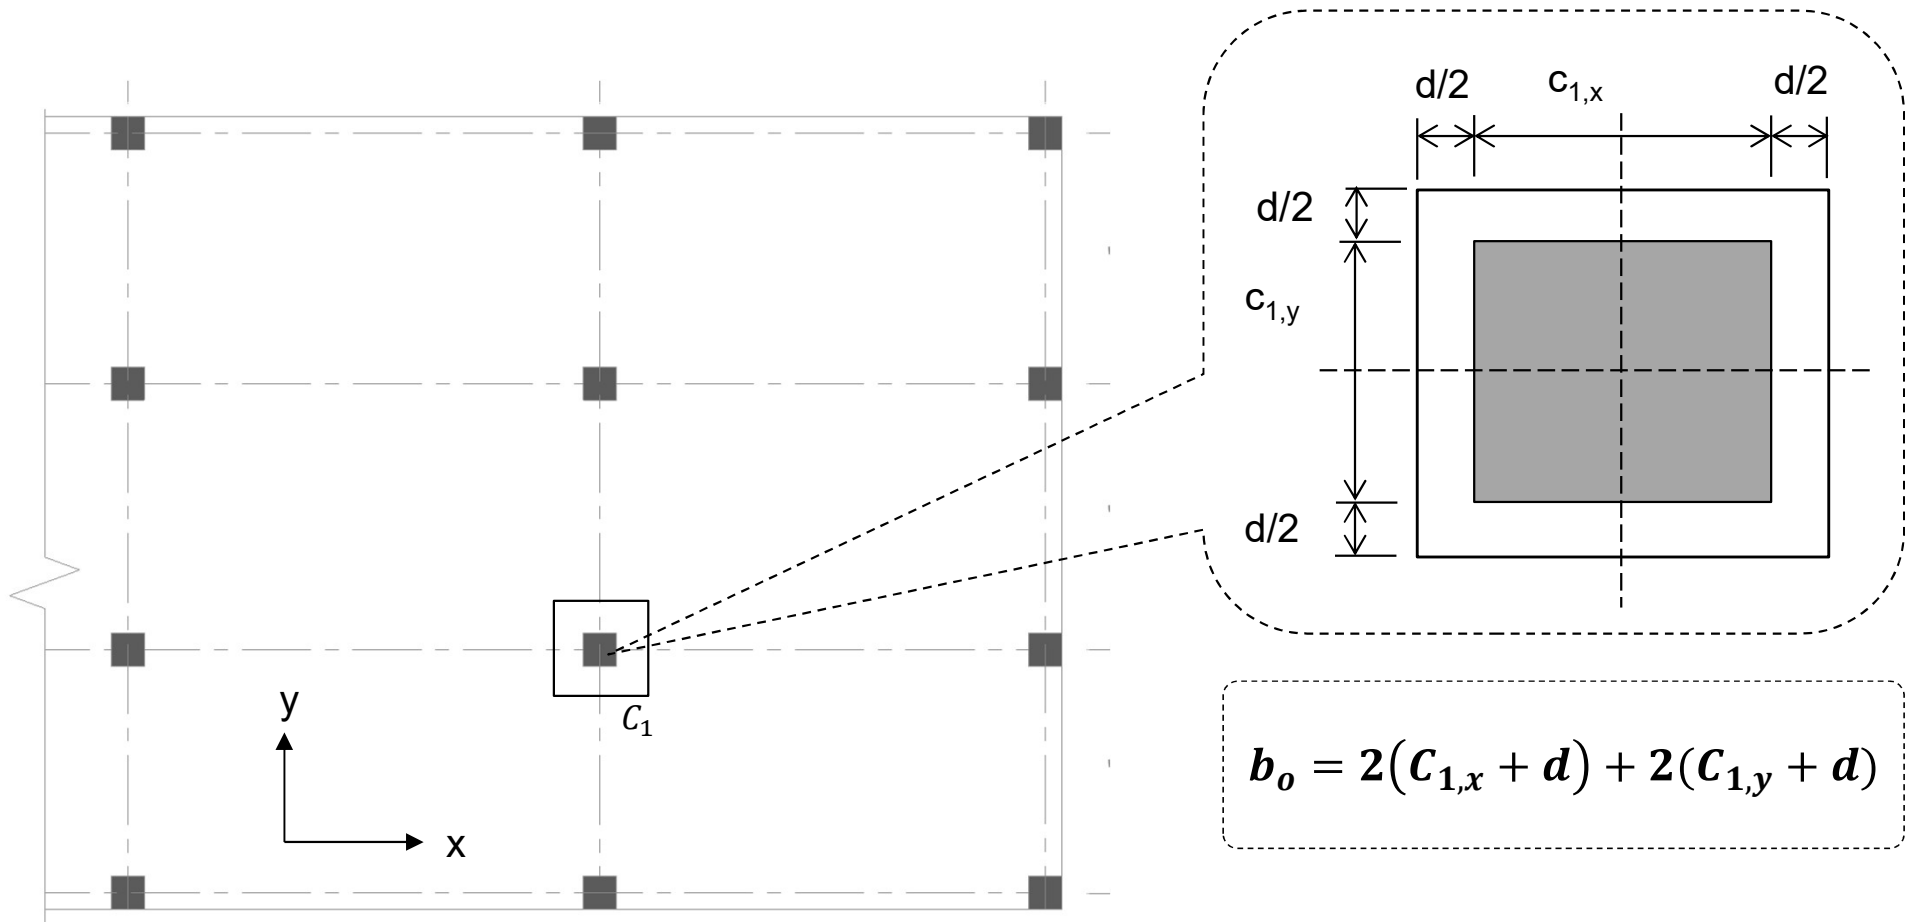 d/2
c1,x
d/2
d/2
c1,y
d/2
C1
y
x
bo = 2(C1,x + d) + 2(C1,y + d)